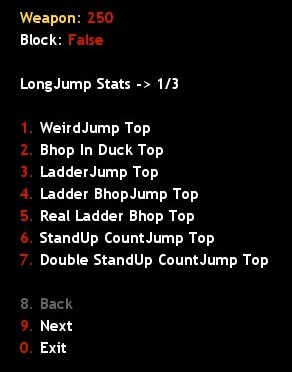 Weapon: 250
Block: False
LongJump Stats -> 1/3
1. WeirdJump Top
2. Bhop In Duck Top
3. LadderJump Top
4. Ladder BhopJump Top
5. Real Ladder Bhop Top
6. StandUp CountJump Top
7. Double StandUp CountJump Top
8. Back
9. Next
0. Exit